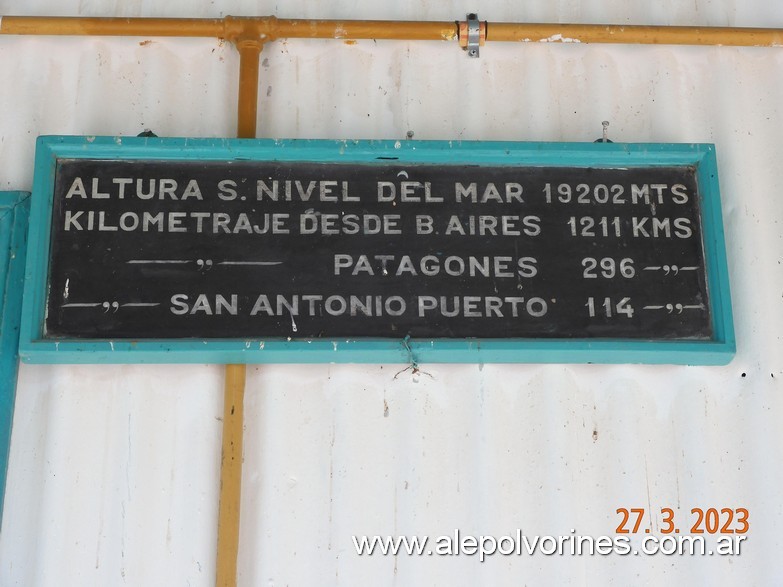 ALTURA S. NIVEL DEL MAR 19202 MTS
KILOMETRAJE DESDE B. AIRES 1211 KMS
—„— PATAGONES 296 —„—
—„— SAN ANTONIO PUERTO 114 —„—
27. 3. 2023
www.alepolvorines.com.ar